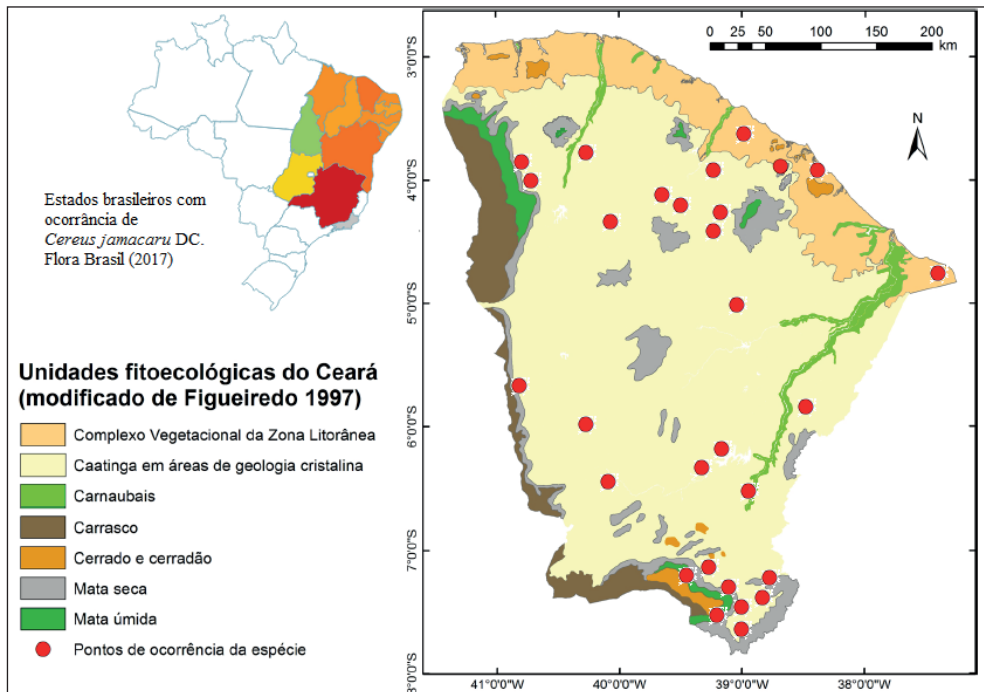 Estados brasileiros com
ocorrância de
Cereus jamacaru DC.
Flora Brasil (2017)
Unidades fitoecológicas do Ceará
(modificado de Figueiredo 1997)
Complexo Vegetacional da Zona Litorânea
Caatinga em áreas de geologia cristalina
Carnaubais
Carrasco
Cerrado e cerradão
Mata seca
Mata úmida
Pontos de ocorrência da espécie
0 25 50 100 150 200
km
N
3°0'0"S
4°0'0"S
5°0'0"S
6°0'0"S
7°0'0"S
8°0'0"S
41°0'0"W 40°0'0"W 39°0'0"W 38°0'0"W